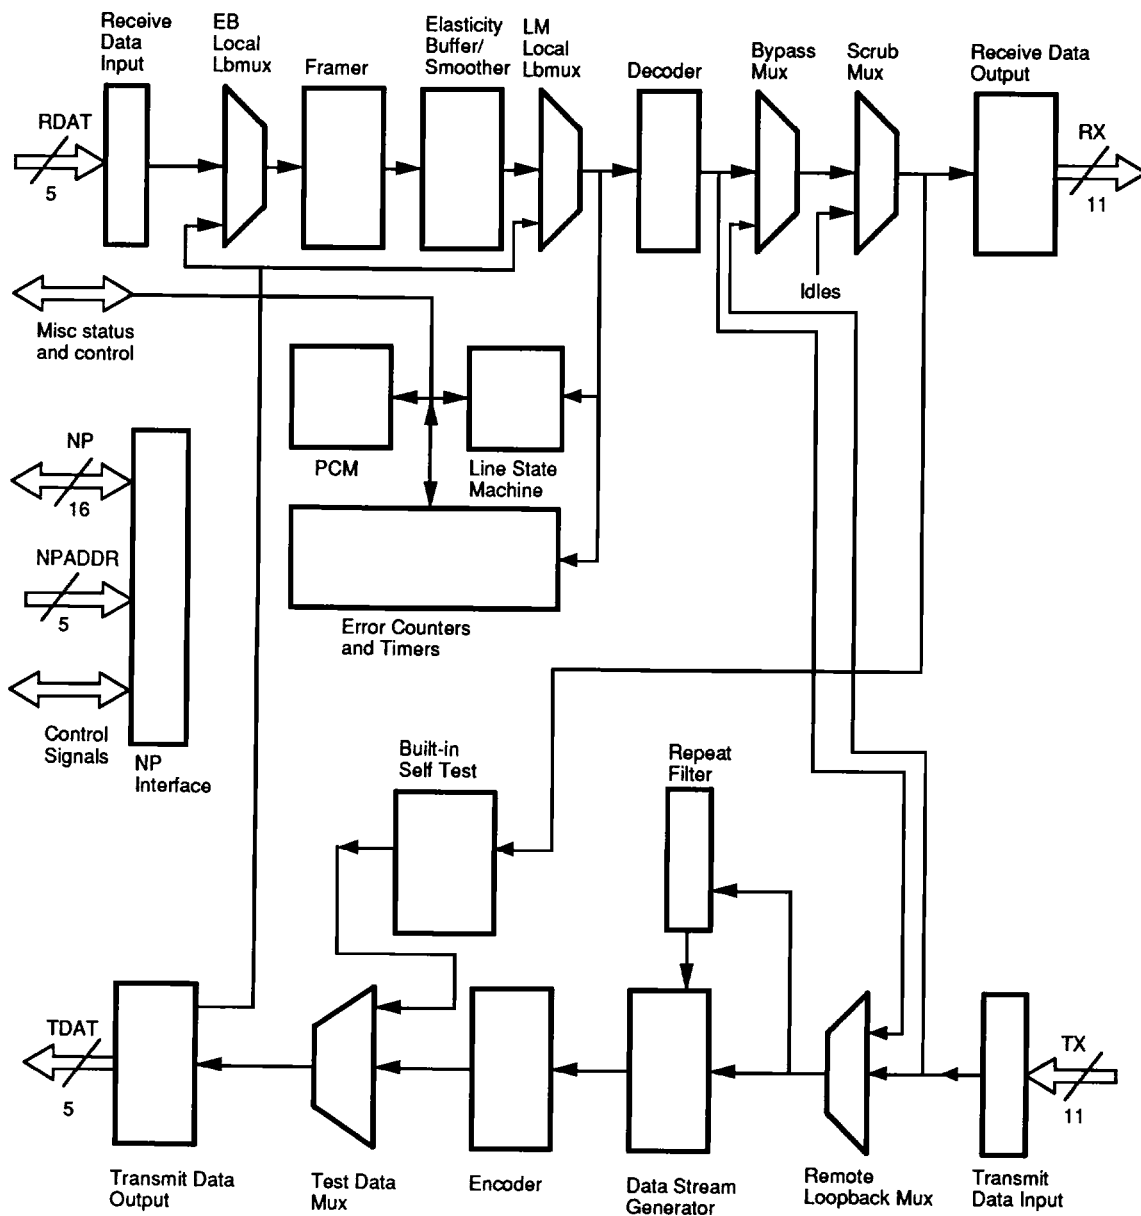 Receive
Data
Input
EB
Local
Lbmux
Framer
Elasticity
Buffer/
Smoother
LM
Local
Lbmux
Decoder
Bypass
Mux
Scrub
Mux
Receive Data
Output
RDAT
5
RX
11
Idles
Misc status
and control
PCM
Line State
Machine
NP
16
NPADDR
5
Error Counters
and Timers
Control
Signals
NP
Interface
Built-in
Self Test
Repeat
Filter
TDAT
5
TX
11
Transmit Data
Output
Test Data
Mux
Encoder
Data Stream
Generator
Remote
Loopback Mux
Transmit
Data Input